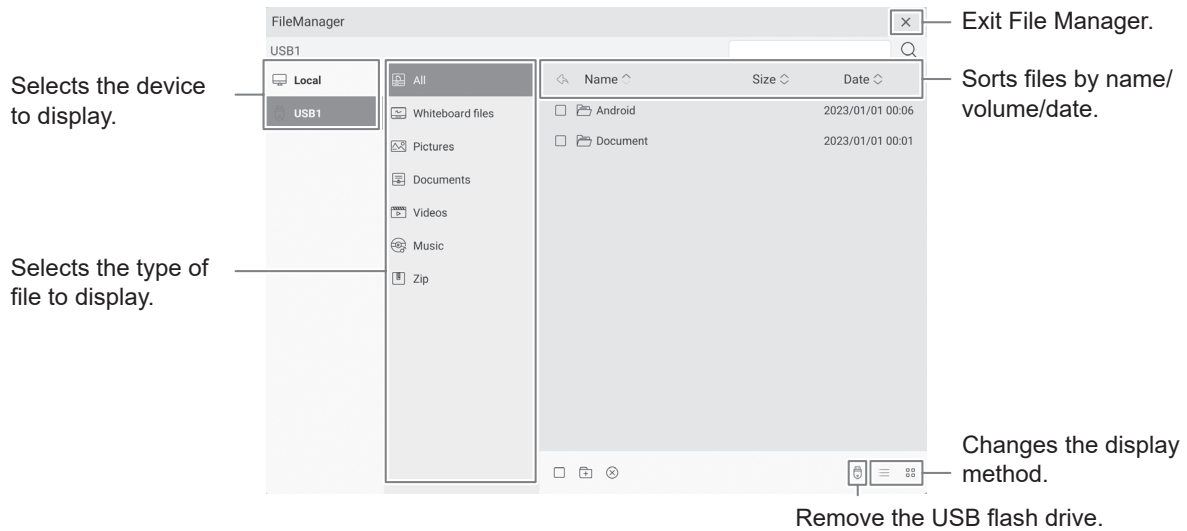 FileManager
Exit File Manager.
USB1
Selects the device
to display.
Local
USB1
All
Whiteboard files
Pictures
Documents
Videos
Music
Zip
Name
Size
Date
Sorts files by name/
volume/date.
Android
2023/01/01 00:06
Document
2023/01/01 00:01
Selects the type of
file to display.
Changes the display
method.
Remove the USB flash drive.